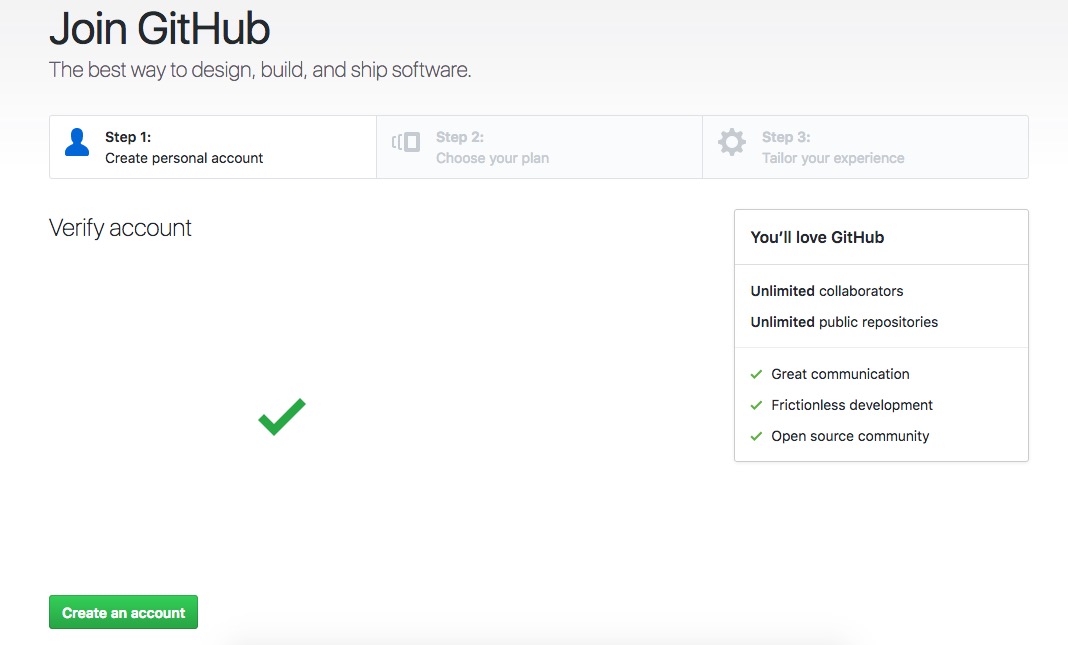 Join GitHub
The best way to design, build, and ship software.
Step 1:
Create personal account
Step 2:
Choose your plan
Step 3:
Tailor your experience
Verify account
You'll love GitHub
Unlimited collaborators
Unlimited public repositories
Great communication
Frictionless development
Open source community
Create an account